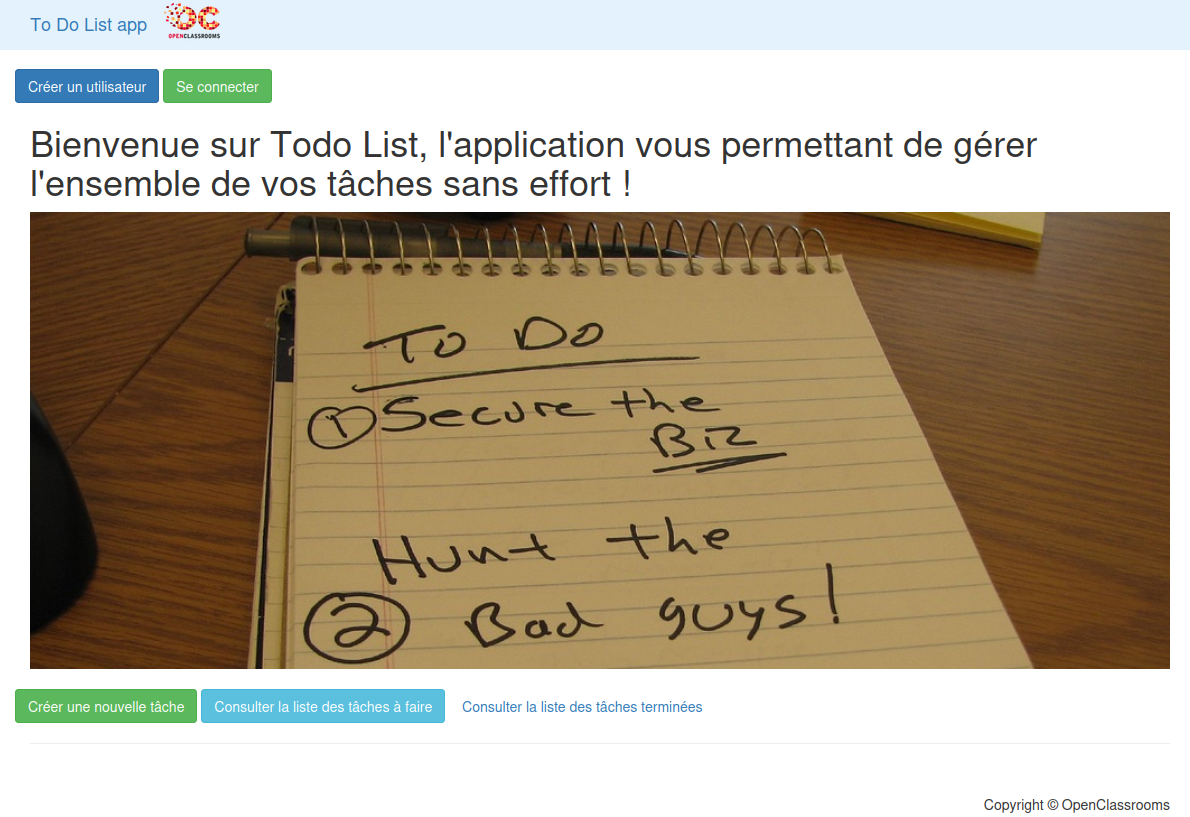 To Do List app
OC
OPENCLASSROOMS
Créer un utilisateur
Se connecter
Bienvenue sur Todo List, l'application vous permettant de gérer
l'ensemble de vos tâches sans effort !
To Do
1 Secure the
Biz
Hunt the
2 Bad guys!
Créer une nouvelle tâche
Consulter la liste des tâches à faire
Consulter la liste des tâches terminées
Copyright © OpenClassrooms